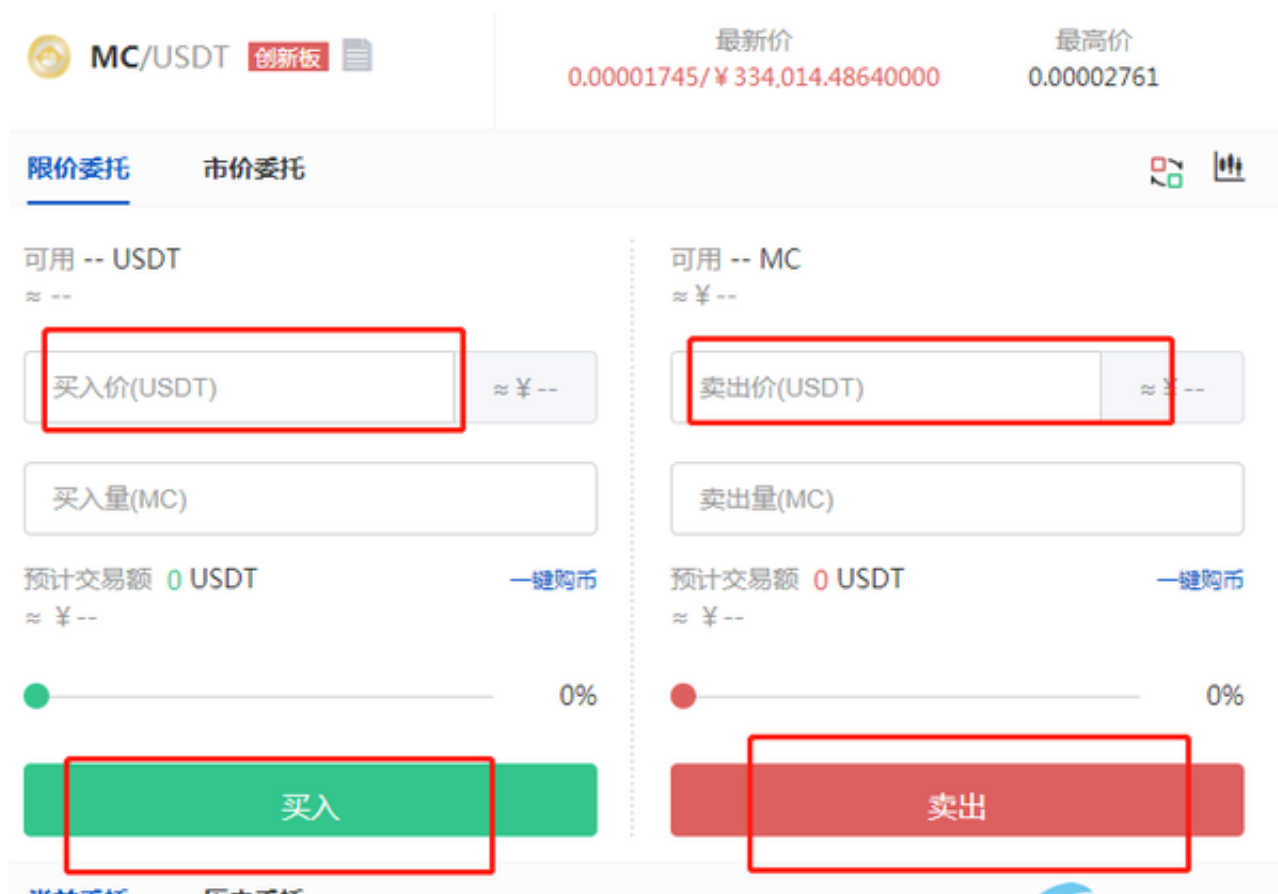 MC/USDT 创新板
最新价
0.00001745/¥334,014.48640000
最高价
0.00002761
限价委托 市价委托
可用 -- USDT
≈ --
买入价(USDT) ≈¥--
买入量(MC)
预计交易额 0 USDT 一键购币
≈ ¥--
0%
买入
可用 -- MC
≈¥--
卖出价(USDT) ≈¥--
卖出量(MC)
预计交易额 0 USDT 一键购币
≈ ¥--
0%
卖出